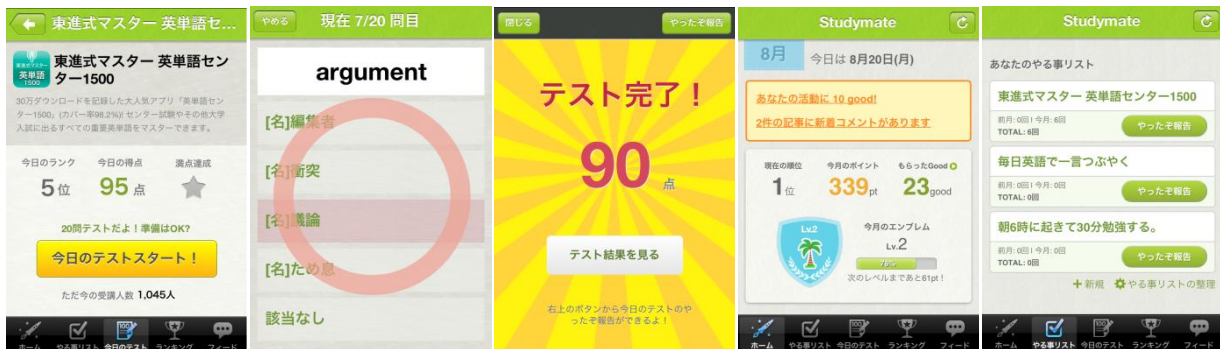 東進式マスター 英単語セ...
東進式マスター
英単語
1500
東進式マスター 英単語セン
ター1500
30万ダウンロードを記録した大人気アプリ「英単語セン
ター1500」(カバー率98.2%)! センター試験やその他大学
入試に出るすべての重要英単語をマスターできます。
今日のランク 今日の得点 満点達成
5位 95点
20問テストだよ!準備はOK?
今日のテストスタート!
ただ今の受講人数 1,045人
ホーム やる事リスト 今日のテスト ランキング フィード
やめる 現在 7/20 問目
argument
[名]編集者
[名]衝突
[名]議論
[名]ため息
該当なし
閉じる やったぞ報告
テスト完了!
90点
テスト結果を見る
右上のボタンから今日のテストのや
ったぞ報告ができるよ!
Studymate
8月 今日は 8月20日(月)
あなたの活動に 10 good!
2件の記事に新着コメントがあります
現在の順位 今月のポイント もらったGood
1位 339pt 23good
Lv.2
今月のエンブレム
Lv.2
次のレベルまであと61pt!
ホーム やる事リスト 今日のテスト ランキング フィード
Studymate
あなたのやる事リスト
東進式マスター 英単語センター1500
前月: 0回 | 今月: 6回
TOTAL: 6回
やったぞ報告
毎日英語で一言つぶやく
前月: 0回 | 今月: 0回
TOTAL: 0回
やったぞ報告
朝6時に起きて30分勉強する。
前月: 0回 | 今月: 0回
TOTAL: 0回
やったぞ報告
+新規 やる事リストの整理
ホーム やる事リスト 今日のテスト ランキング フィード